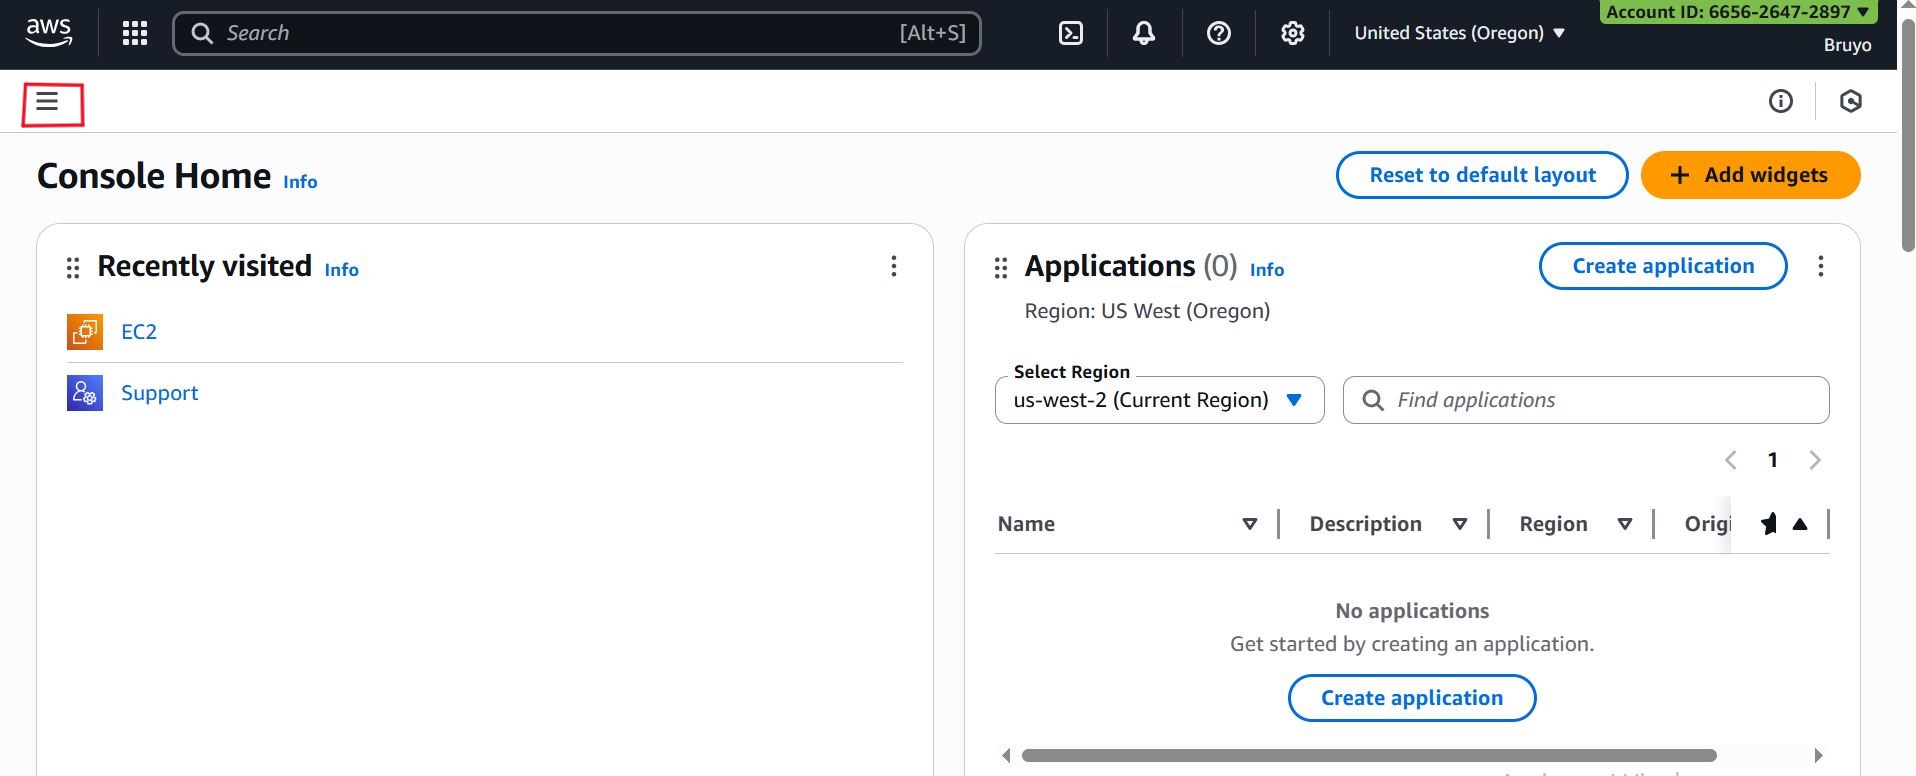 aws
Search
[Alt+S]
United States (Oregon)
Account ID: 6656-2647-2897
Bruyo
Console Home Info
Reset to default layout
Add widgets
Recently visited Info
EC2
Support
Applications (0) Info
Create application
Region: US West (Oregon)
Select Region
us-west-2 (Current Region)
Find applications
1
Name
Description
Region
Origi
No applications
Get started by creating an application.
Create application